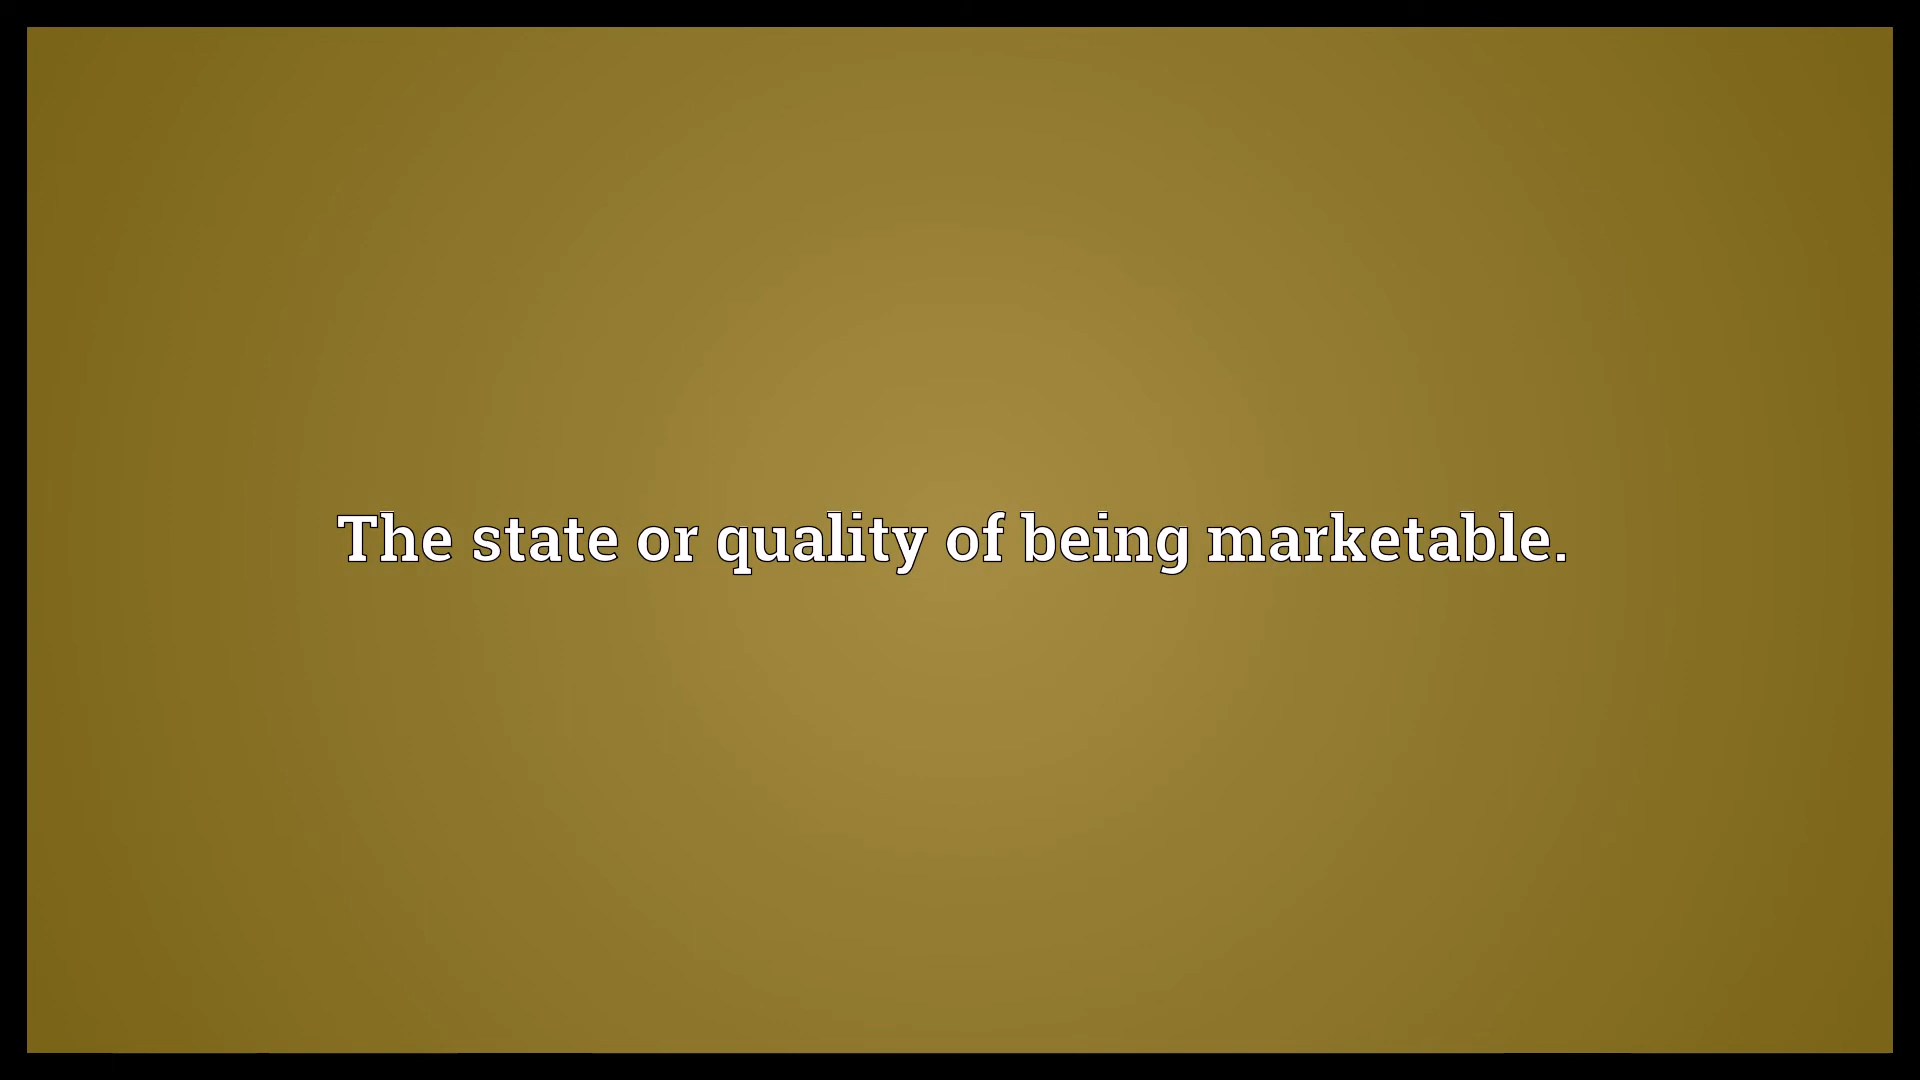 The state or quality of being marketable.